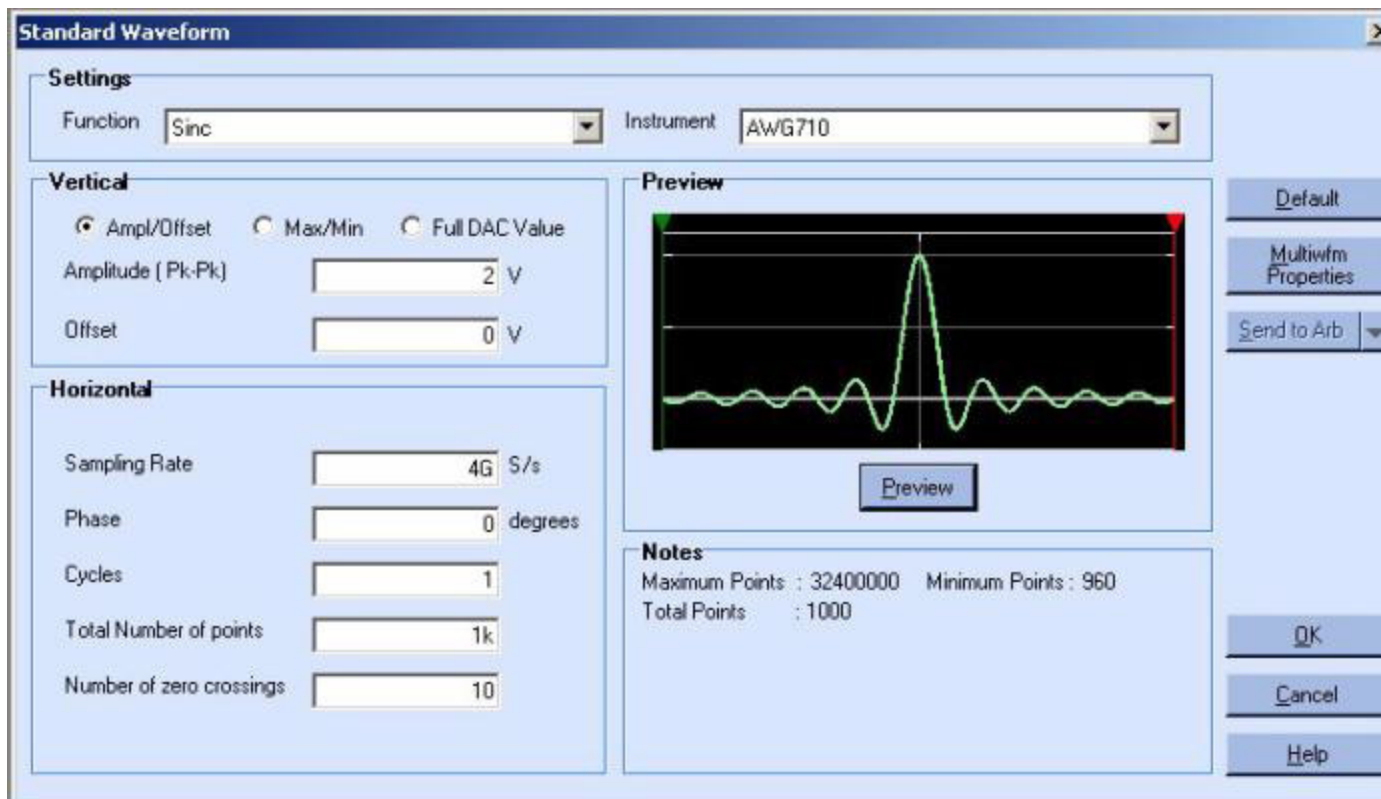 Standard Waveform
Settings
Function Sinc Instrument AWG710
Vertical
Ampl/Offset Max/Min Full DAC Value
Amplitude ( Pk-Pk) 2 V
Offset 0 V
Horizontal
Sampling Rate 4G S/s
Phase 0 degrees
Cycles 1
Total Number of points 1k
Number of zero crossings 10
Preview
Preview
Notes
Maximum Points : 32400000 Minimum Points : 960
Total Points : 1000
Default
Multiwfm
Properties
Send to Arb
OK
Cancel
Help